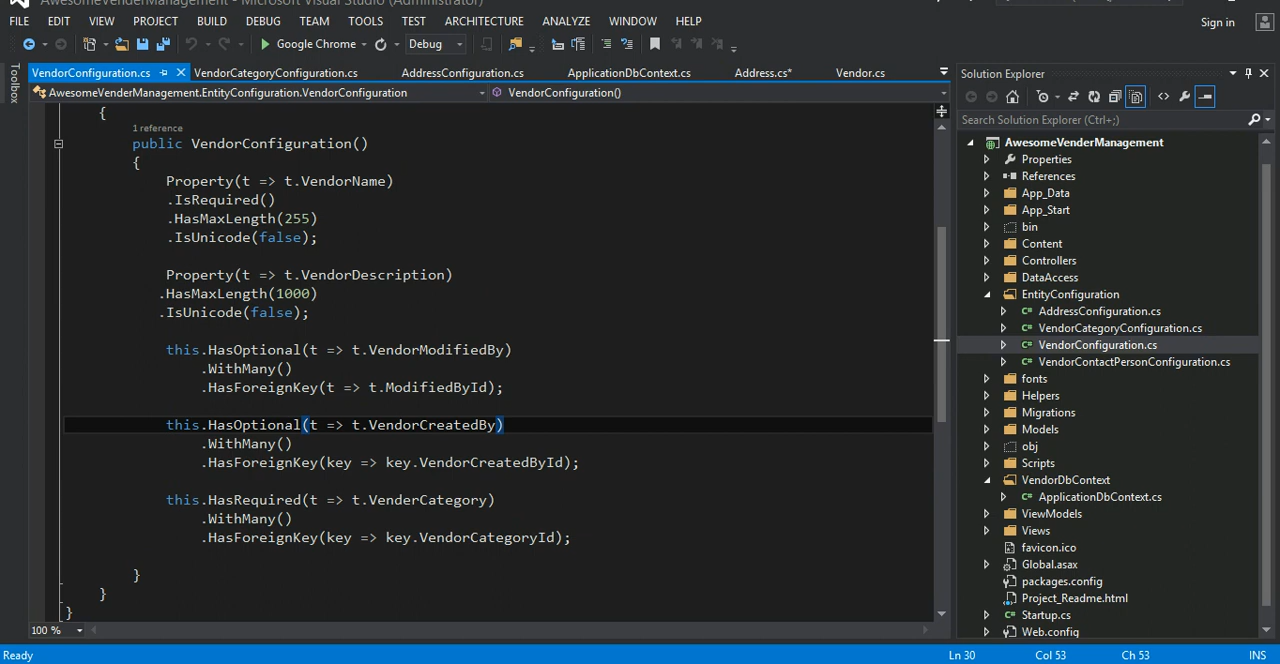 AwesomeVenderManagement - Microsoft Visual Studio (Administrator)
FILE EDIT VIEW PROJECT BUILD DEBUG TEAM TOOLS TEST ARCHITECTURE ANALYZE WINDOW HELP
Sign in
Google Chrome Debug
Toolbox
VendorConfiguration.cs VendorCategoryConfiguration.cs AddressConfiguration.cs ApplicationDbContext.cs Address.cs* Vendor.cs
AwesomeVenderManagement.EntityConfiguration.VendorConfiguration VendorConfiguration()
{
1 reference
public VendorConfiguration()
{
Property(t => t.VendorName)
.IsRequired()
.HasMaxLength(255)
.IsUnicode(false);
Property(t => t.VendorDescription)
.HasMaxLength(1000)
.IsUnicode(false);
this.HasOptional(t => t.VendorModifiedBy)
.WithMany()
.HasForeignKey(t => t.ModifiedById);
this.HasOptional(t => t.VendorCreatedBy)
.WithMany()
.HasForeignKey(key => key.VendorCreatedById);
this.HasRequired(t => t.VenderCategory)
.WithMany()
.HasForeignKey(key => key.VendorCategoryId);
}
}
}
100 %
Solution Explorer
Search Solution Explorer (Ctrl+;)
AwesomeVenderManagement
Properties
References
App_Data
App_Start
bin
Content
Controllers
DataAccess
EntityConfiguration
C# AddressConfiguration.cs
C# VendorCategoryConfiguration.cs
C# VendorConfiguration.cs
C# VendorContactPersonConfiguration.cs
fonts
Helpers
Migrations
Models
obj
Scripts
VendorDbContext
C# ApplicationDbContext.cs
ViewModels
Views
favicon.ico
Global.asax
packages.config
Project_Readme.html
C# Startup.cs
Web.config
Ready Ln 30 Col 53 Ch 53 INS